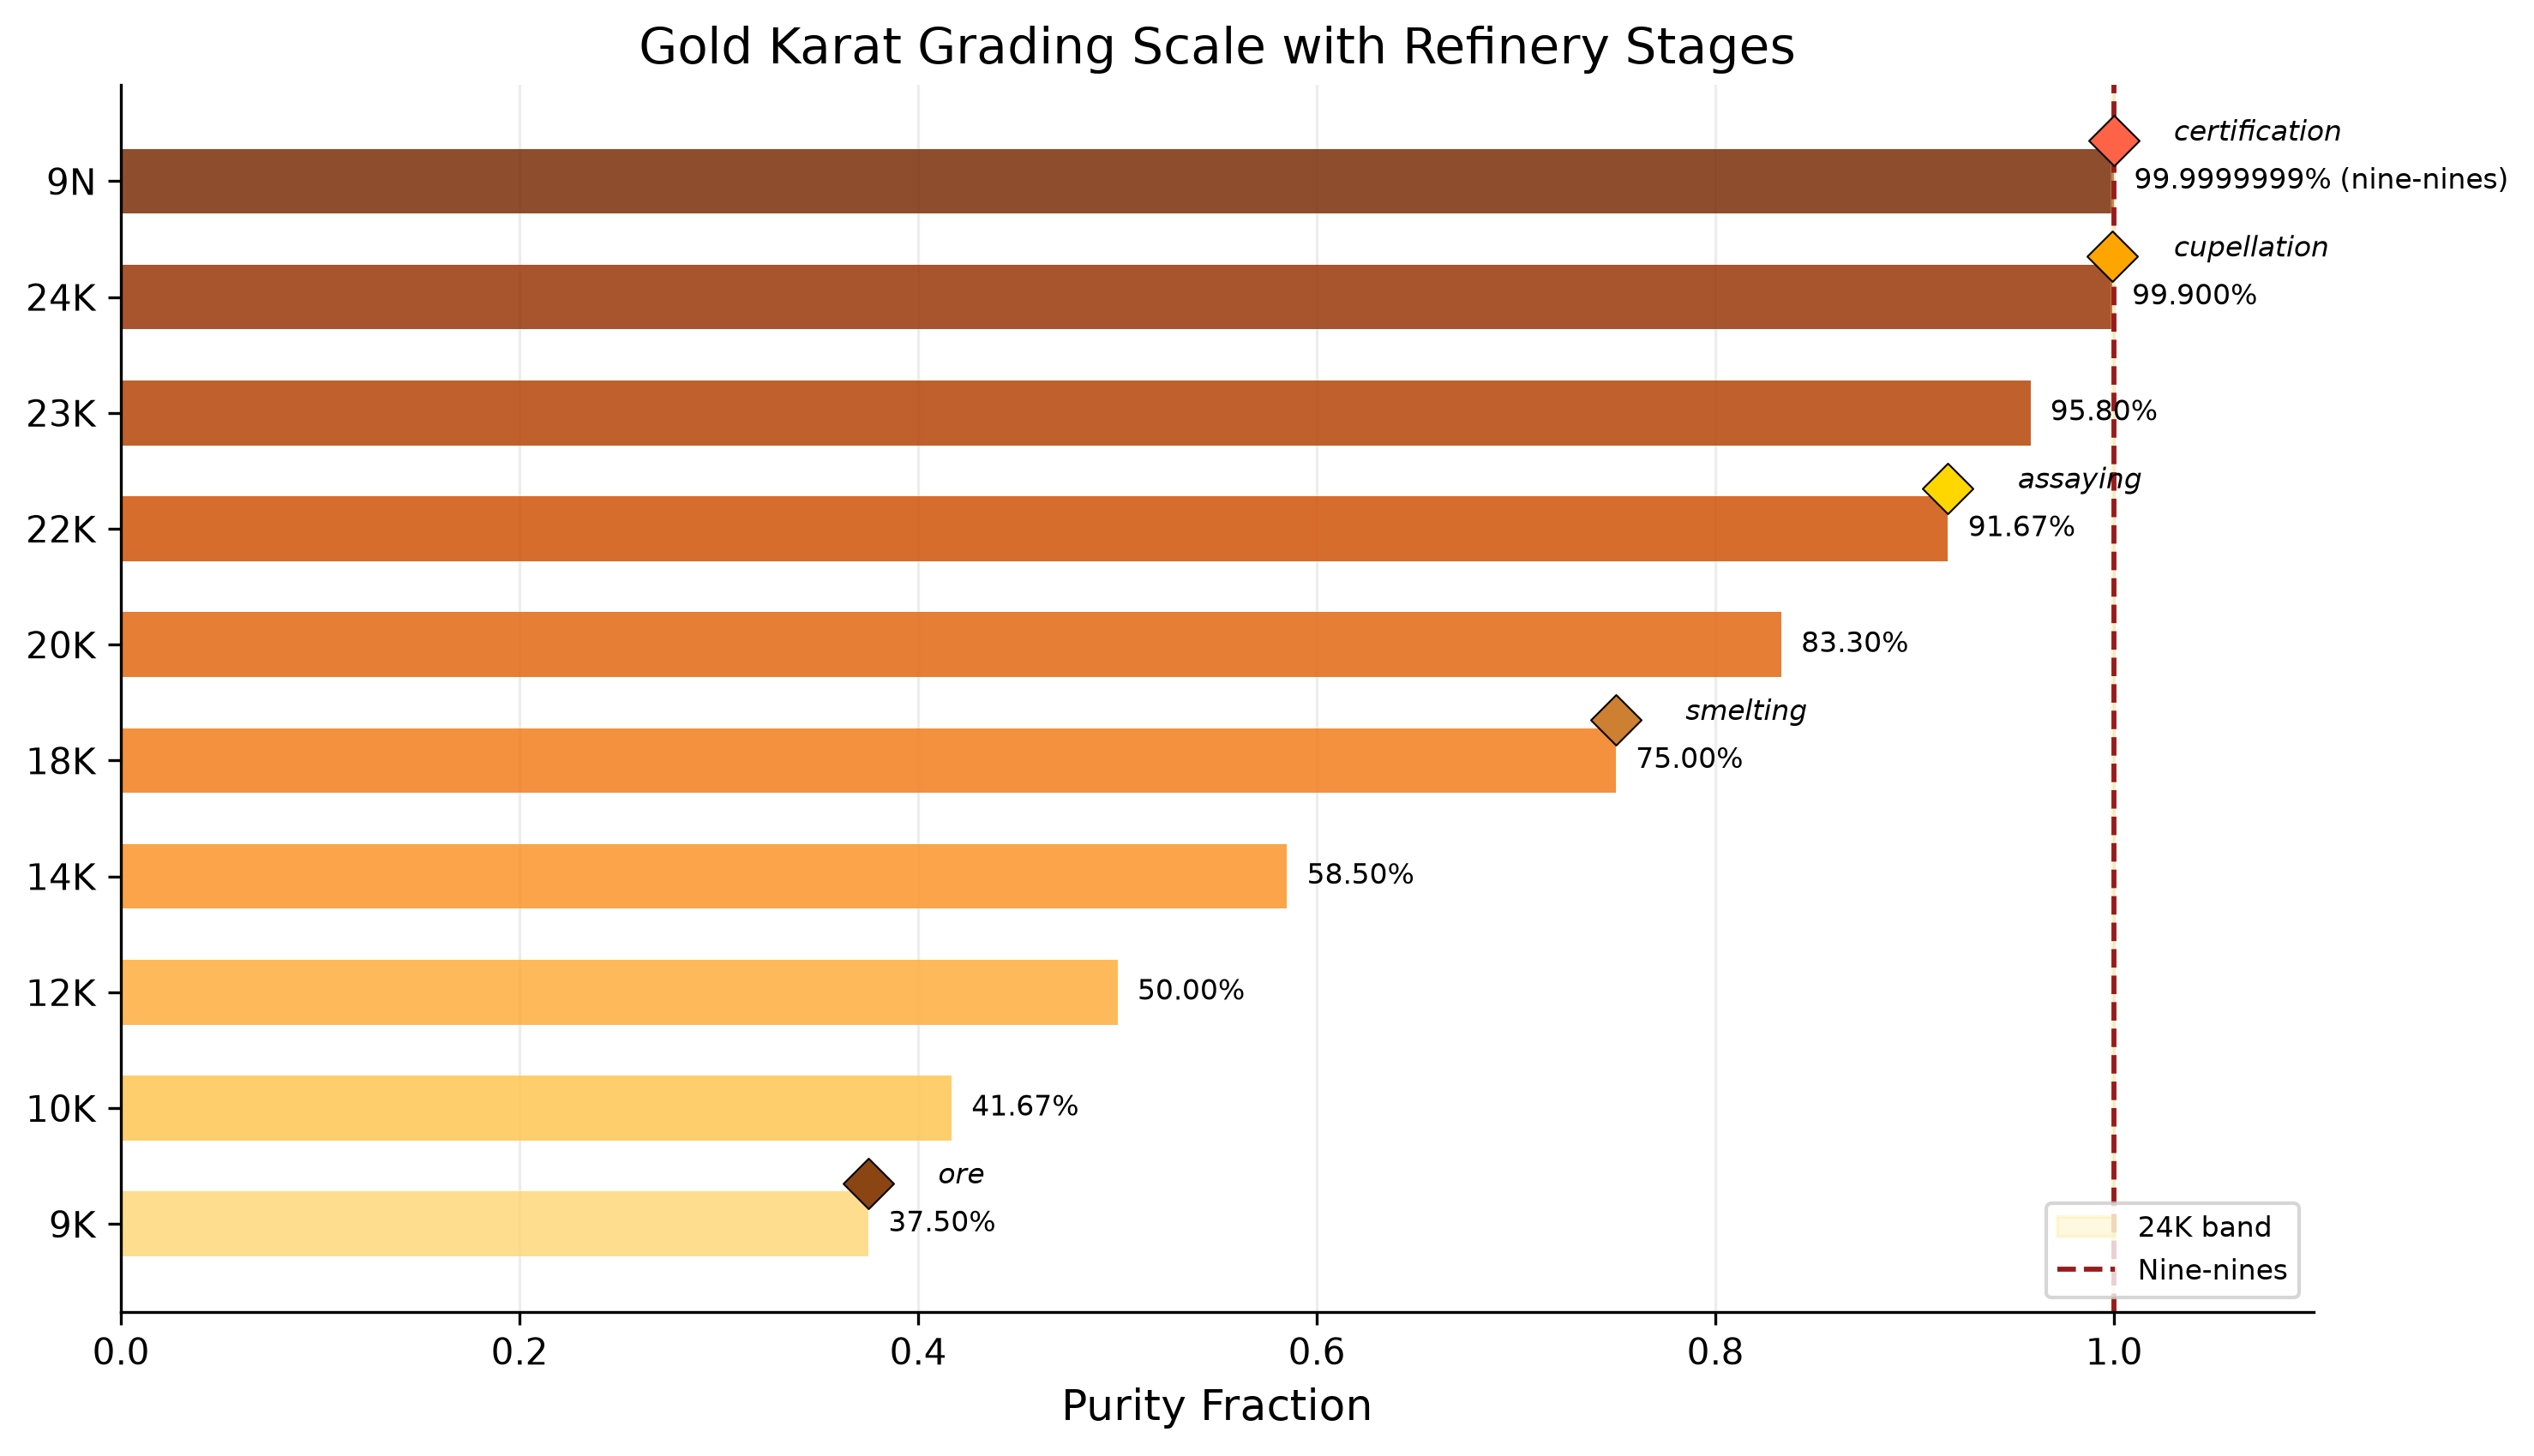 Gold Karat Grading Scale with Refinery Stages
certification
9N
99.9999999% (nine-nines)
cupellation
24K
99.900%
23K
95.80%
assaying
22K
91.67%
20K
83.30%
smelting
18K
75.00%
14K
58.50%
12K
50.00%
10K
41.67%
ore
9K
37.50%
24K band
Nine-nines
0.0
0.2
0.4
0.6
0.8
1.0
Purity Fraction